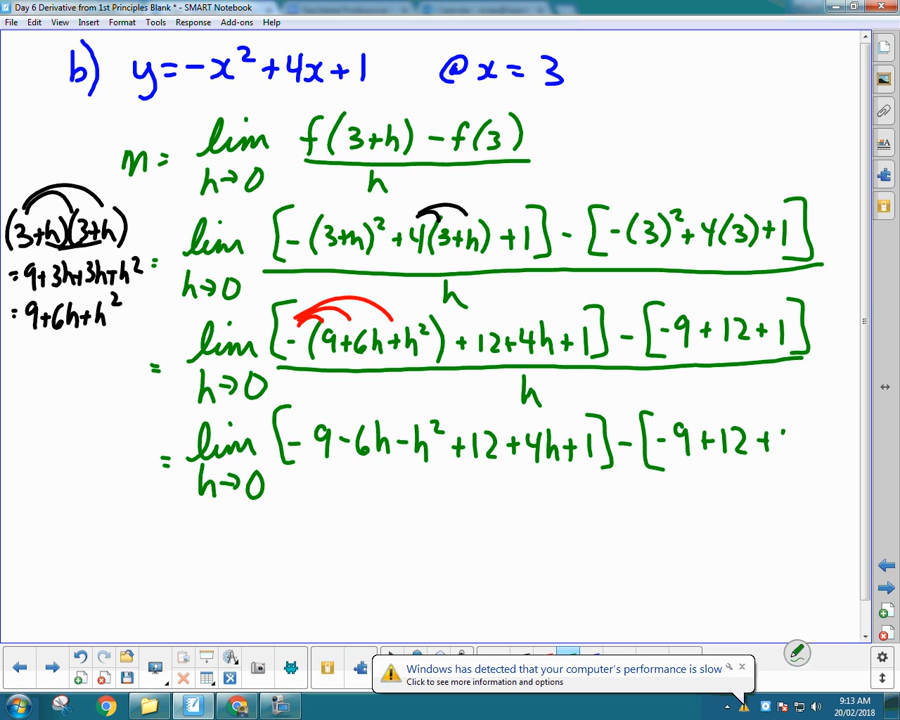 Day 6 Derivative from 1st Principles Blank * - SMART Notebook
File Edit View Insert Format Tools Response Add-ons Help
b) y = -x² + 4x + 1 @ x = 3
m = lim h→0 f(3+h) - f(3) / h
(3+h)(3+h)
= 9+3h+3h+h²
= 9+6h+h²
= lim h→0 [-(3+h)² + 4(3+h) + 1] - [-(3)² + 4(3) + 1] / h
= lim h→0 [-(9+6h+h²) + 12 + 4h + 1] - [-9 + 12 + 1] / h
= lim h→0 [-9 - 6h - h² + 12 + 4h + 1] - [-9 + 12 +
Windows has detected that your computer's performance is slow
Click to see more information and options
9:13 AM
20/02/2018